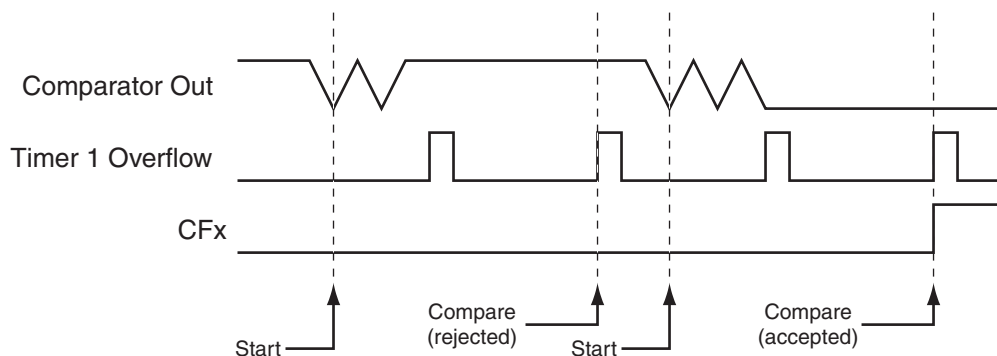 Comparator Out
Timer 1 Overflow
CFx
Start
Compare
(rejected)
Start
Compare
(accepted)